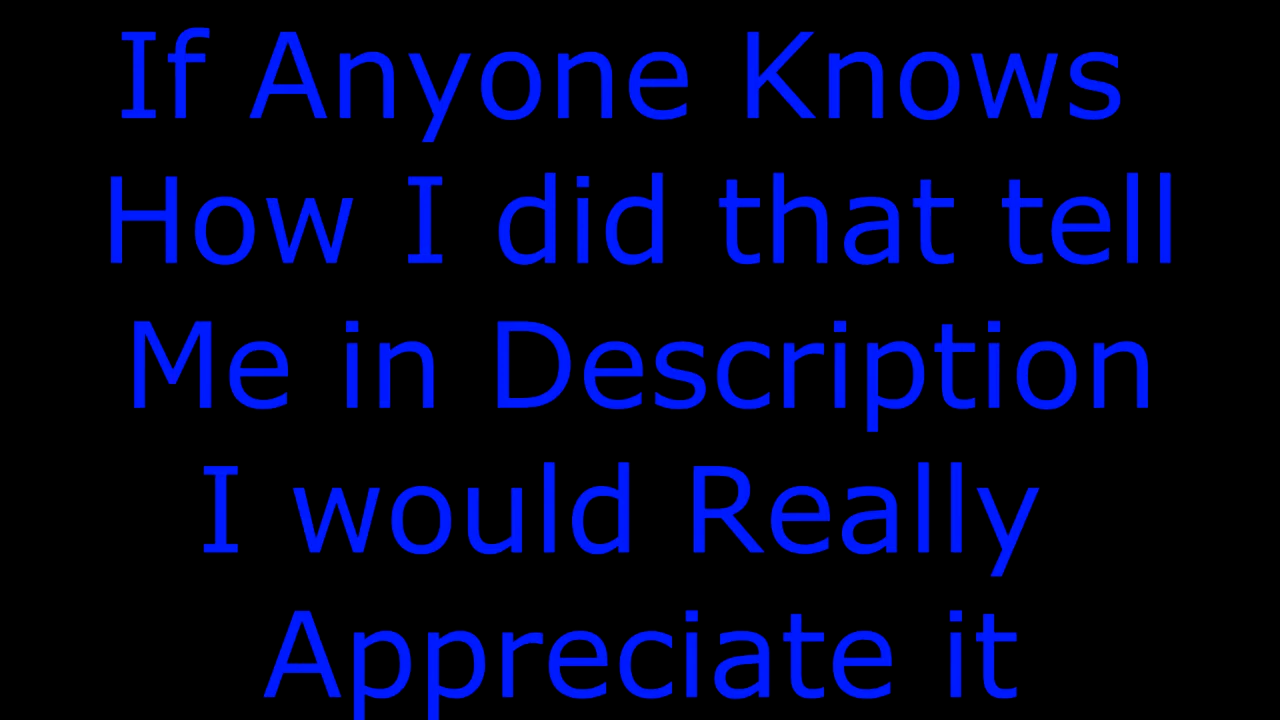 If Anyone Knows
How I did that tell
Me in Description
I would Really
Appreciate it